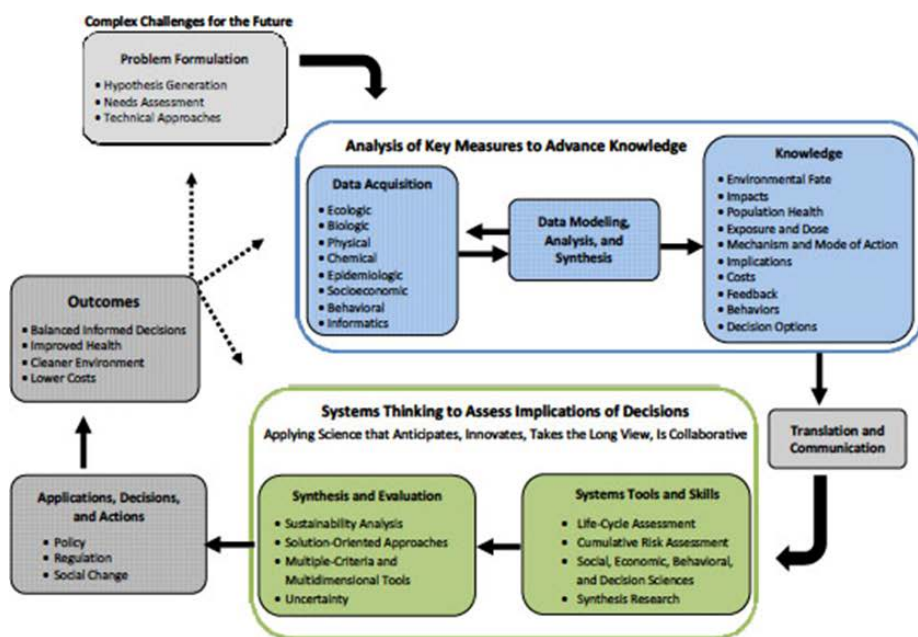 Complex Challenges for the Future
Problem Formulation
• Hypothesis Generation
• Needs Assessment
• Technical Approaches
Analysis of Key Measures to Advance Knowledge
Data Acquisition
• Ecologic
• Biologic
• Physical
• Chemical
• Epidemiologic
• Socioeconomic
• Behavioral
• Informatics
Data Modeling,
Analysis, and
Synthesis
Knowledge
• Environmental Fate
• Impacts
• Population Health
• Exposure and Dose
• Mechanism and Mode of Action
• Implications
• Costs
• Feedback
• Behaviors
• Decision Options
Translation and
Communication
Systems Thinking to Assess Implications of Decisions
Applying Science that Anticipates, Innovates, Takes the Long View, Is Collaborative
Systems Tools and Skills
• Life-Cycle Assessment
• Cumulative Risk Assessment
• Social, Economic, Behavioral,
and Decision Sciences
• Synthesis Research
Synthesis and Evaluation
• Sustainability Analysis
• Solution-Oriented Approaches
• Multiple-Criteria and
Multidimensional Tools
• Uncertainty
Applications, Decisions,
and Actions
• Policy
• Regulation
• Social Change
Outcomes
• Balanced Informed Decisions
• Improved Health
• Cleaner Environment
• Lower Costs